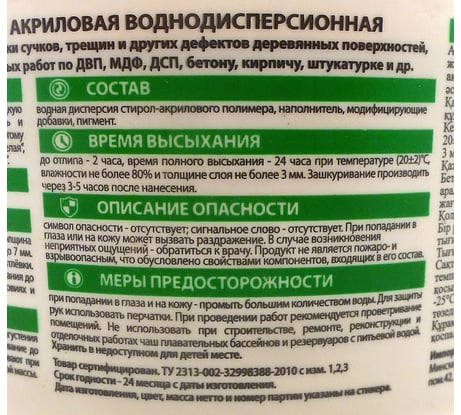 АКРИЛОВАЯ ВОДНОДИСПЕРСИОННАЯ
ки сучков, трещин и других дефектов деревянных поверхностей,
ых работ по ДВП, МДФ, ДСП, бетону, кирпичу, штукатурке и др.
СОСТАВ
водная дисперсия стирол-акрилового полимера, наполнитель, модифицирующие
добавки, пигмент.
ВРЕМЯ ВЫСЫХАНИЯ
до отлипа - 2 часа, время полного высыхания - 24 часа при температуре (20±2)°С,
влажности не более 80% и толщине слоя не более 3 мм. Зашкуривание производить
через 3-5 часов после нанесения.
ОПИСАНИЕ ОПАСНОСТИ
символ опасности - отсутствует; сигнальное слово - отсутствует. При попадании в
глаза или на кожу может вызвать раздражение. В случае возникновения
неприятных ощущений - обратиться к врачу. Продукт не является пожаро- и
взрывоопасным, что обусловлено свойствами компонентов, входящих в его состав.
МЕРЫ ПРЕДОСТОРОЖНОСТИ
при попадании в глаза и на кожу - промыть большим количеством воды. Для защиты
рук использовать перчатки. При проведении работ рекомендуется проветривание
помещений. Не использовать при строительстве, ремонте, реконструкции и
отделочных работах чаш плавательных бассейнов и резервуаров с питьевой водой.
Хранить в недоступном для детей месте.
Товар сертифицирован. ТУ 2313-002-32998388-2010 с изм. 1,2,3
Срок годности - 24 месяца с даты изготовления.
Дата изготовления, цвет, масса нетто и номер партии указаны на стикере.